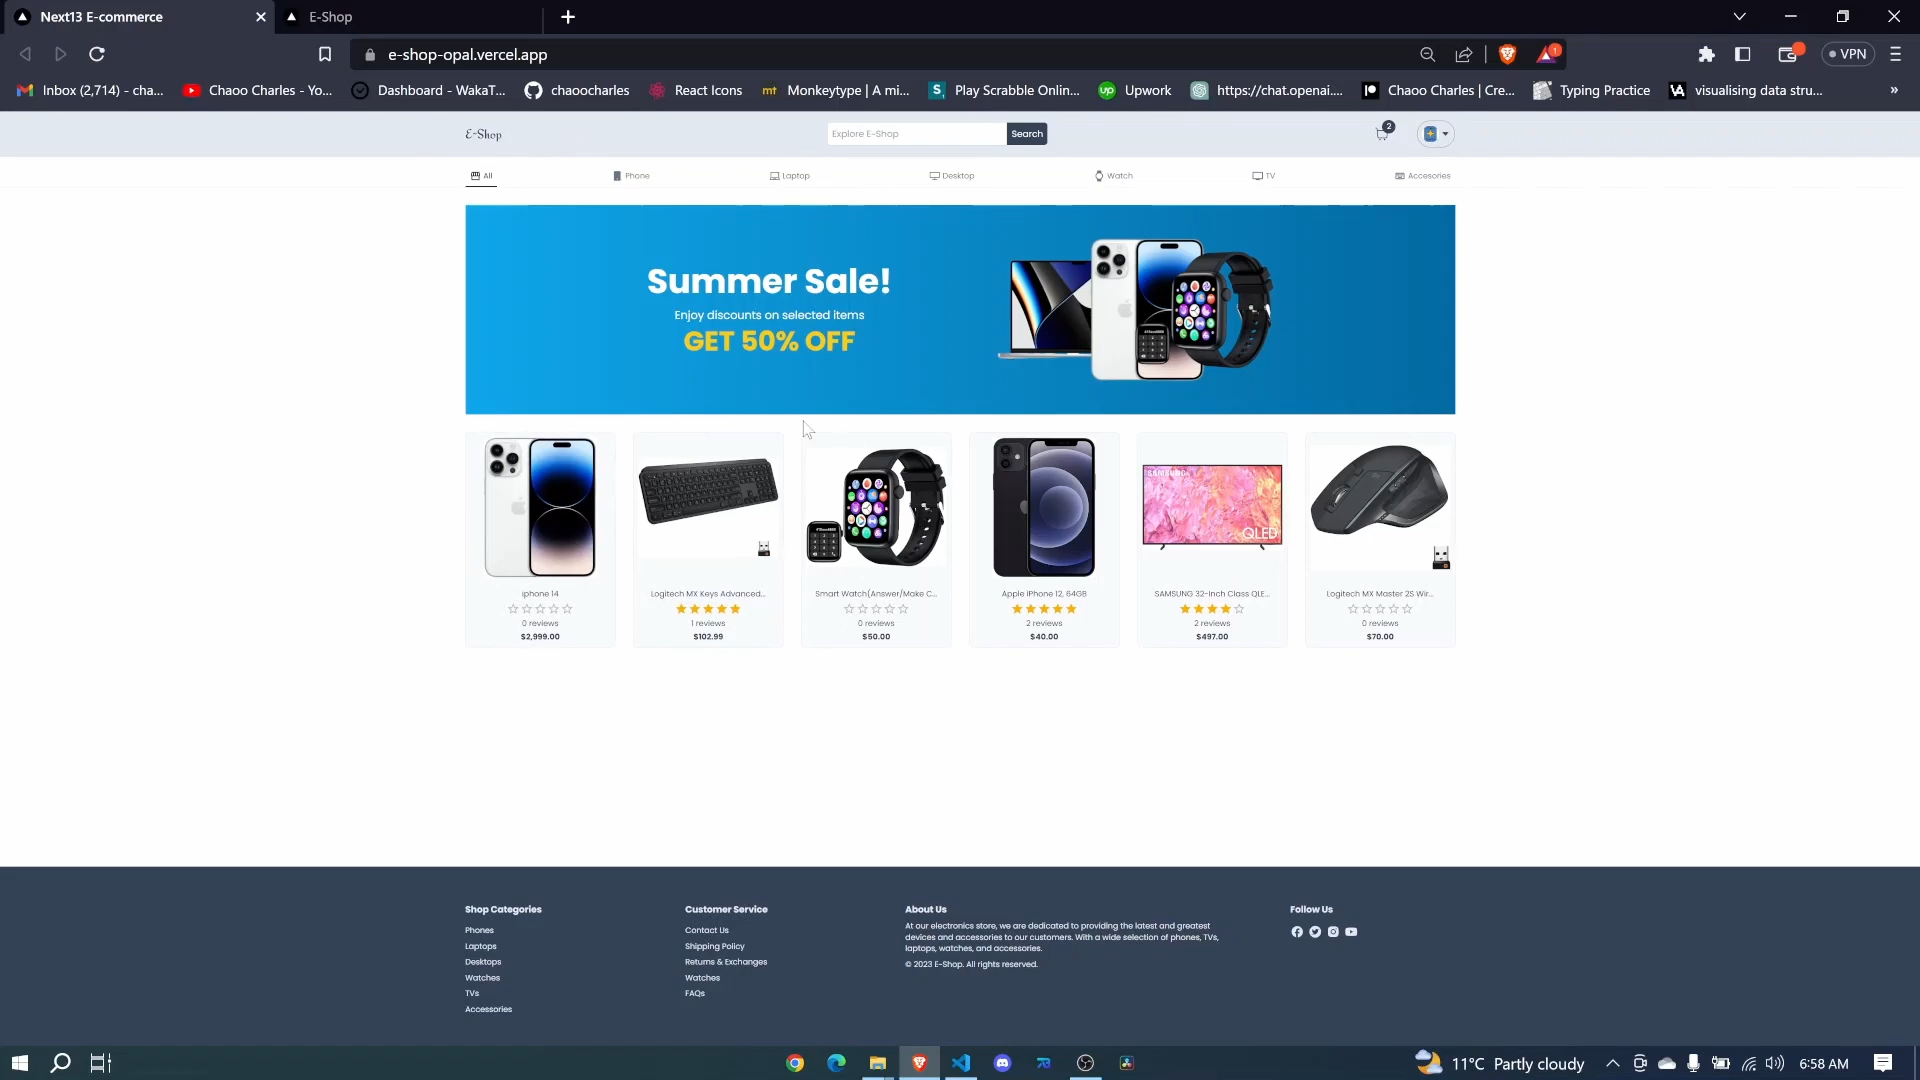 Next13 E-commerce
E-Shop
e-shop-opal.vercel.app
1
VPN
Inbox (2,714) - cha...
Chaoo Charles - Yo...
Dashboard - WakaT...
chaoocharles
React Icons
mt
Monkeytype | A mi...
S.
Play Scrabble Onlin...
up
Upwork
https://chat.openai....
Chaoo Charles | Cre...
Typing Practice
visualising data stru...
»
E-Shop
Explore E-Shop
Search
2
All
Phone
Laptop
Desktop
Watch
TV
Accesories
Summer Sale!
Enjoy discounts on selected items
GET 50% OFF
SAMSUNG
QLED
iphone 14
Logitech MX Keys Advanced...
Smart Watch(Answer/Make C...
Apple iPhone 12, 64GB
SAMSUNG 32-Inch Class QLE...
Logitech MX Master 2S Wir...
0 reviews
1 reviews
0 reviews
2 reviews
2 reviews
0 reviews
$2,999.00
$102.99
$50.00
$40.00
$497.00
$70.00
Shop Categories
Phones
Laptops
Desktops
Watches
TVs
Accessories
Customer Service
Contact Us
Shipping Policy
Returns & Exchanges
Watches
FAQs
About Us
At our electronics store, we are dedicated to providing the latest and greatest
devices and accessories to our customers. With a wide selection of phones, TVs,
laptops, watches, and accessories.
© 2023 E-Shop. All rights reserved.
Follow Us
11°C Partly cloudy
6:58 AM